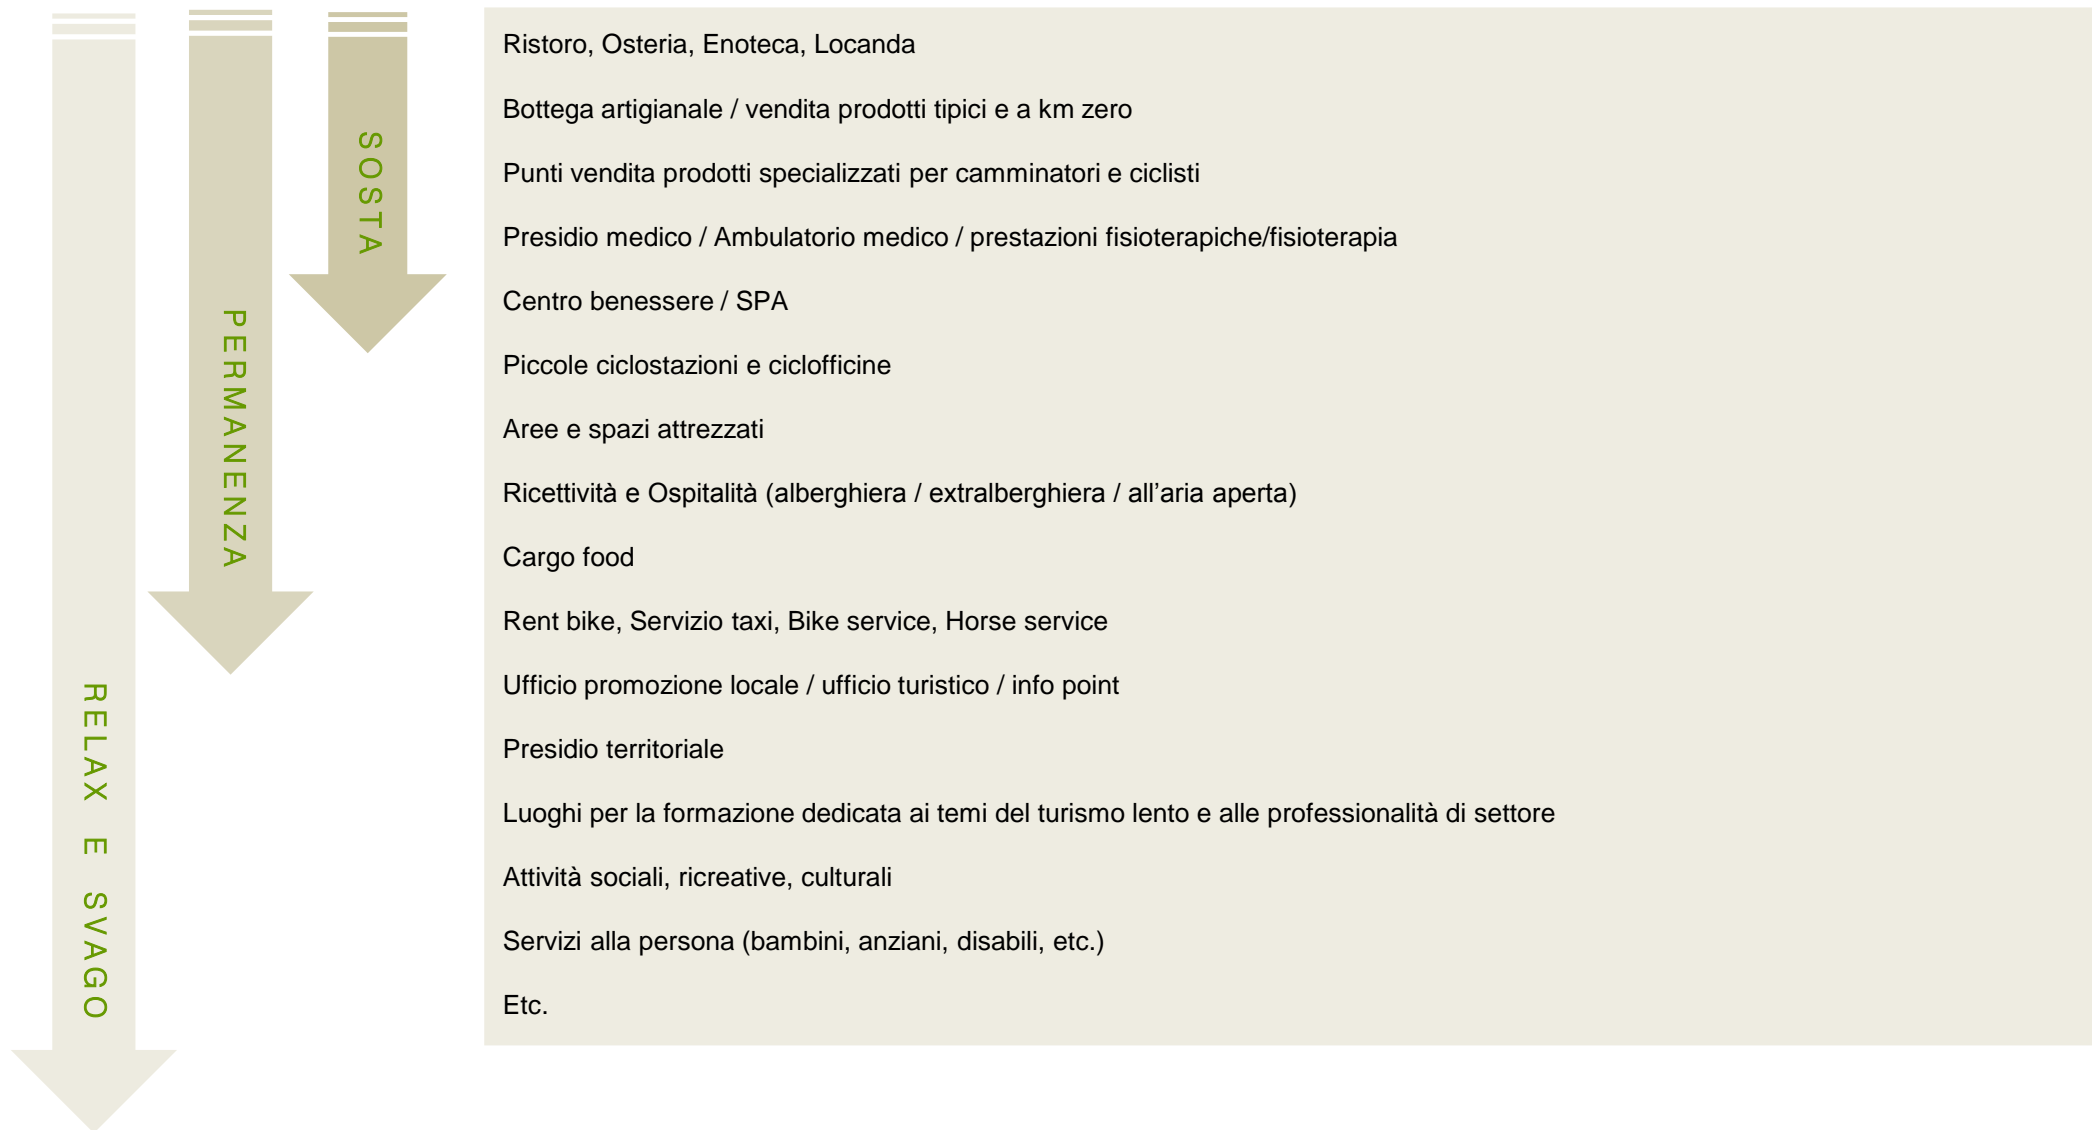 SOSTA
PERMANENZA
RELAX E SVAGO
Ristoro, Osteria, Enoteca, Locanda
Bottega artigianale / vendita prodotti tipici e a km zero
Punti vendita prodotti specializzati per camminatori e ciclisti
Presidio medico / Ambulatorio medico / prestazioni fisioterapiche/fisioterapia
Centro benessere / SPA
Piccole ciclostazioni e ciclofficine
Aree e spazi attrezzati
Ricettività e Ospitalità (alberghiera / extralberghiera / all’aria aperta)
Cargo food
Rent bike, Servizio taxi, Bike service, Horse service
Ufficio promozione locale / ufficio turistico / info point
Presidio territoriale
Luoghi per la formazione dedicata ai temi del turismo lento e alle professionalità di settore
Attività sociali, ricreative, culturali
Servizi alla persona (bambini, anziani, disabili, etc.)
Etc.